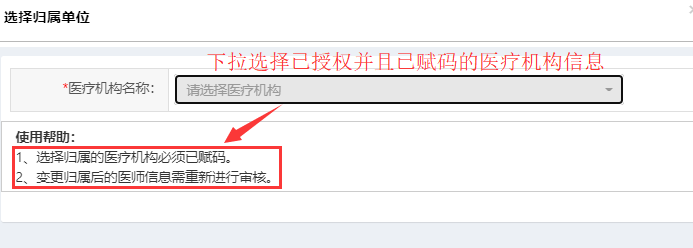 选择归属单位
下拉选择已授权并且已赋码的医疗机构信息
*医疗机构名称：
请选择医疗机构
使用帮助：
1、选择归属的医疗机构必须已赋码。
2、变更归属后的医师信息需重新进行审核。